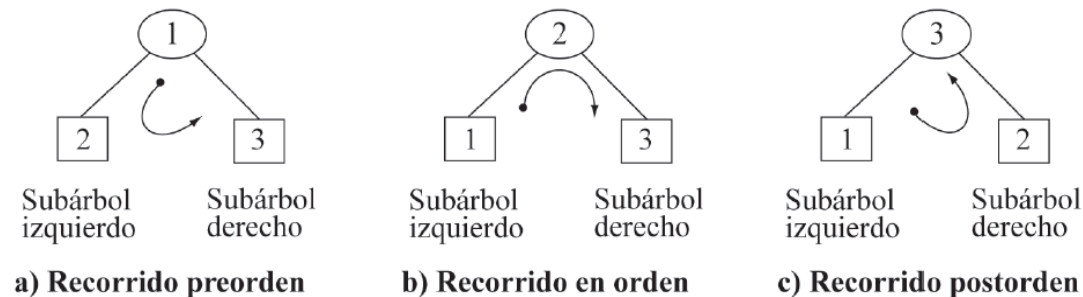 1
2
3
Subárbol
izquierdo
Subárbol
derecho
a) Recorrido preorden
2
1
3
Subárbol
izquierdo
Subárbol
derecho
b) Recorrido en orden
3
1
2
Subárbol
izquierdo
Subárbol
derecho
c) Recorrido postorden